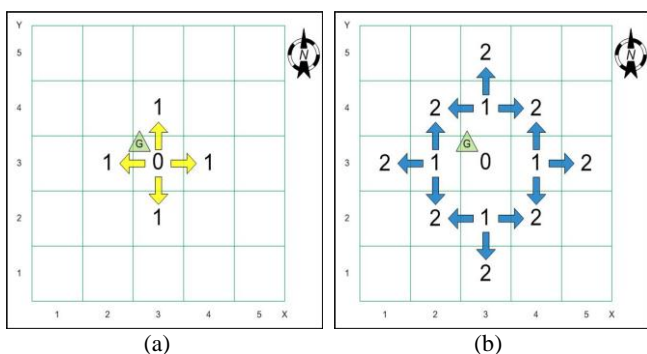 Y Y
5 2 5
N N
4 1 4 2 1 2
G G
3 1 0 1 3 2 1 0 1 2
2 1 2 2 1 2
1 1 2
1 2 3 4 5 X 1 2 3 4 5 X
(a) (b)